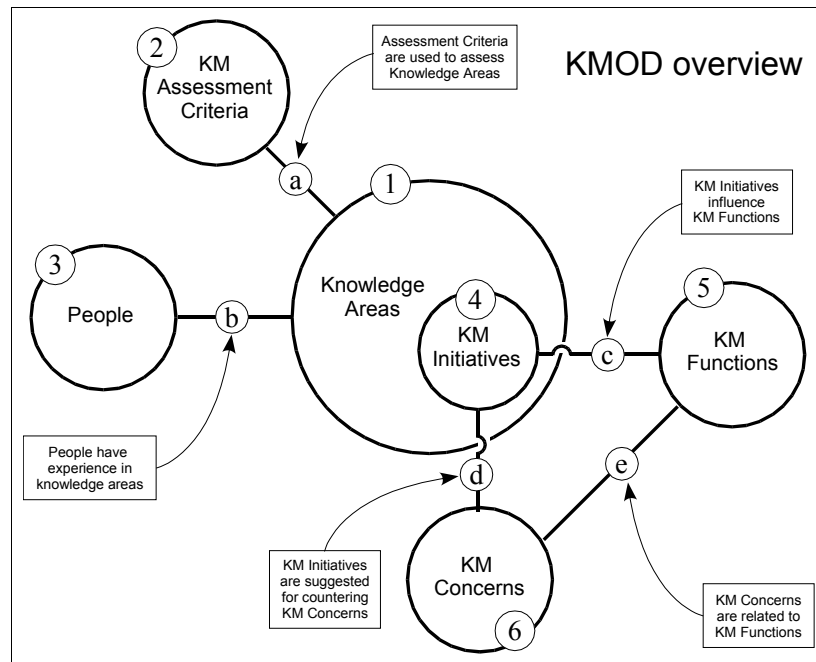 KMOD overview
2
KM
Assessment
Criteria
Assessment Criteria
are used to assess
Knowledge Areas
a
1
KM Initiatives
influence
KM Functions
3
People
b
Knowledge
Areas
4
KM
Initiatives
c
5
KM
Functions
People have
experience in
knowledge areas
d
e
KM Initiatives
are suggested
for countering
KM Concerns
KM
Concerns
6
KM Concerns
are related to
KM Functions